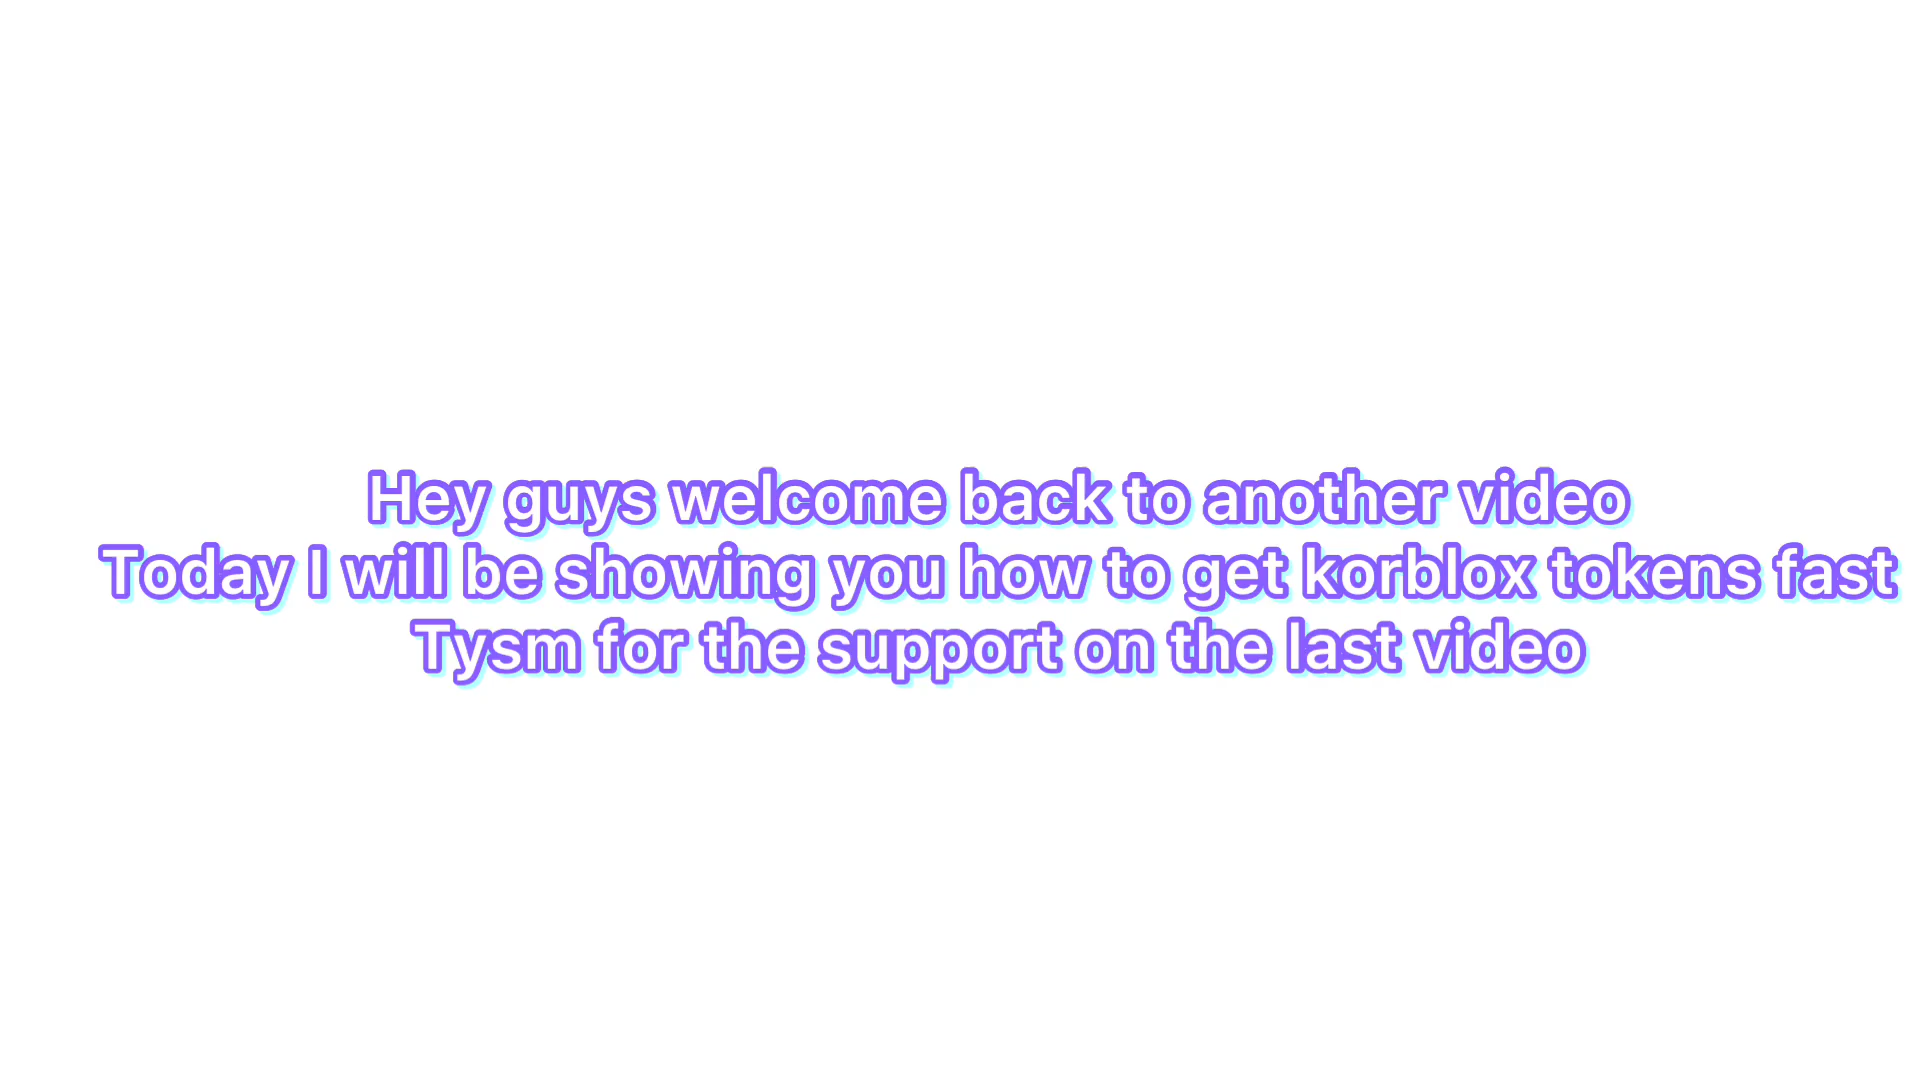 Hey guys welcome back to another video
Today I will be showing you how to get korblox tokens fast
Tysm for the support on the last video